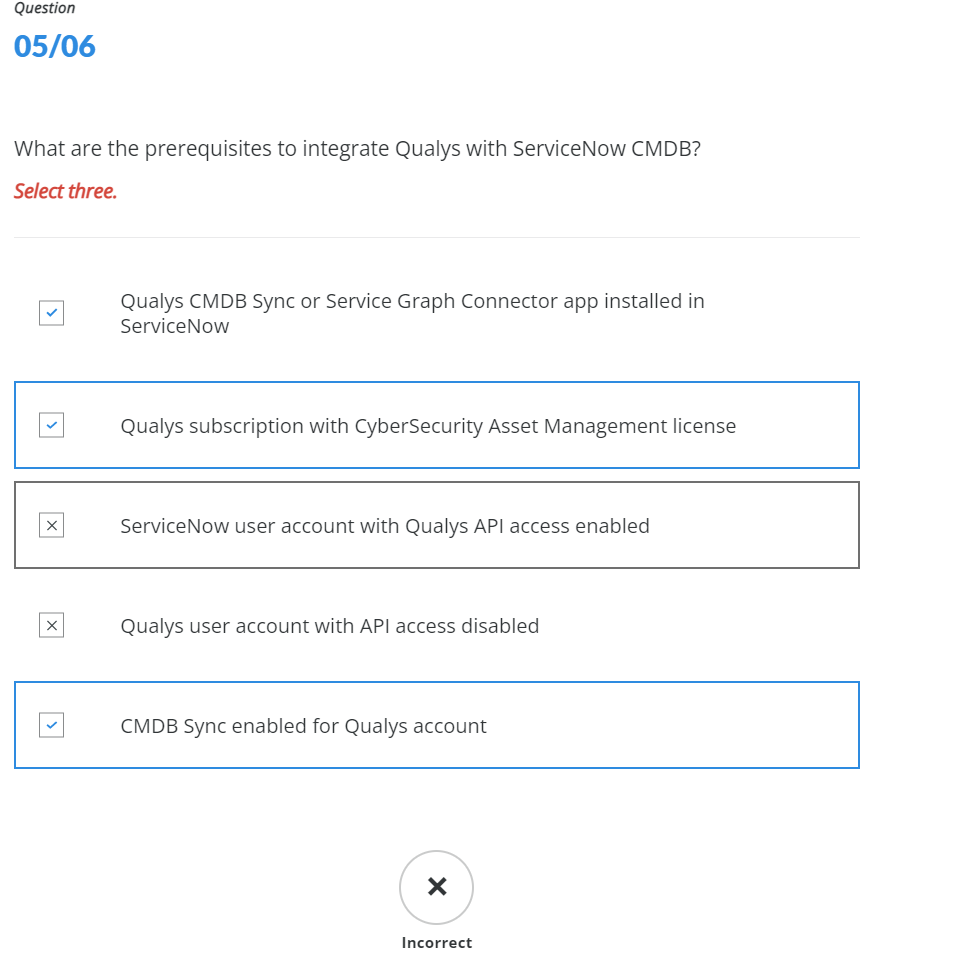 Question
05/06
What are the prerequisites to integrate Qualys with ServiceNow CMDB?
Select three.
Qualys CMDB Sync or Service Graph Connector app installed in
ServiceNow
Qualys subscription with CyberSecurity Asset Management license
ServiceNow user account with Qualys API access enabled
Qualys user account with API access disabled
CMDB Sync enabled for Qualys account
Incorrect